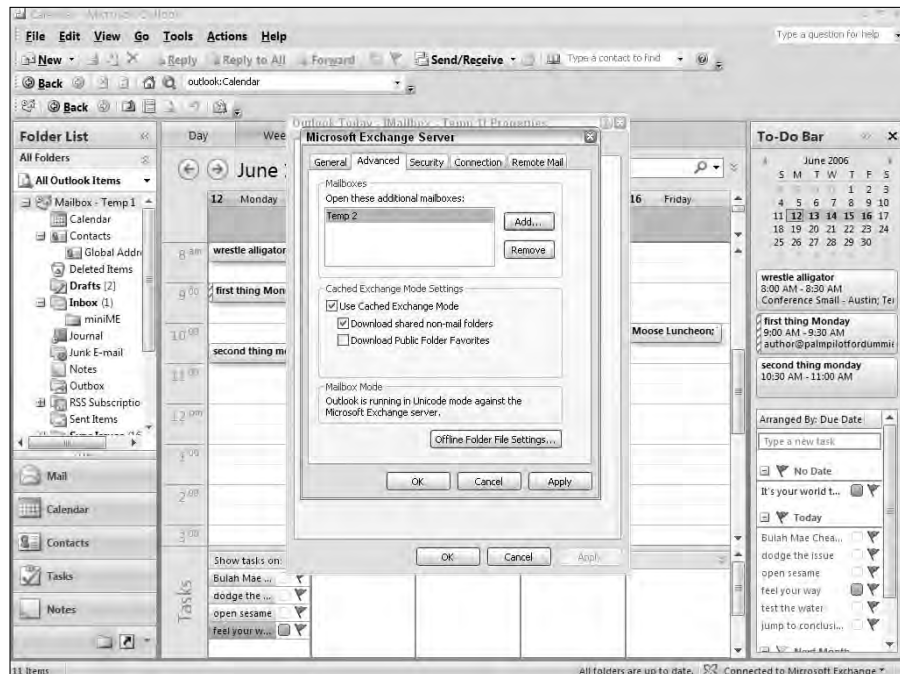 Calendar - Microsoft Outlook
File Edit View Go Tools Actions Help
Type a question for help
New Reply Reply to All Forward Send/Receive Type a contact to find
Back outlook:Calendar
Back
Folder List
All Folders
All Outlook Items
Mailbox - Temp 1
Calendar
Contacts
Global Addre
Deleted Items
Drafts [2]
Inbox (1)
miniME
Journal
Junk E-mail
Notes
Outbox
RSS Subscriptio
Sent Items
Mail
Calendar
Contacts
Tasks
Notes
11 Items
Day Wee
June
12 Monday
16 Friday
8 am
9 00
10 00
11 00
12 pm
1 00
2 00
3 00
wrestle alligator
first thing Mon
second thing m
Moose Luncheon;
Tasks
Show tasks on:
Bulah Mae ...
dodge the ...
open sesame
feel your w...
Outlook Today - [Mailbox - Temp 1] Properties
Microsoft Exchange Server
General Advanced Security Connection Remote Mail
Mailboxes
Open these additional mailboxes:
Temp 2
Add...
Remove
Cached Exchange Mode Settings
Use Cached Exchange Mode
Download shared non-mail folders
Download Public Folder Favorites
Mailbox Mode
Outlook is running in Unicode mode against the
Microsoft Exchange server.
Offline Folder File Settings...
OK Cancel Apply
OK Cancel Apply
To-Do Bar
June 2006
S M T W T F S
1 2 3
4 5 6 7 8 9 10
11 12 13 14 15 16 17
18 19 20 21 22 23 24
25 26 27 28 29 30
wrestle alligator
8:00 AM - 8:30 AM
Conference Small - Austin; Te
first thing Monday
9:00 AM - 9:30 AM
author@palmpilotfordummie
second thing monday
10:30 AM - 11:00 AM
Arranged By: Due Date
Type a new task
No Date
It's your world t...
Today
Bulah Mae Chea...
dodge the issue
open sesame
feel your way
test the water
jump to conclusi...
Next Month
All folders are up to date. Connected to Microsoft Exchange